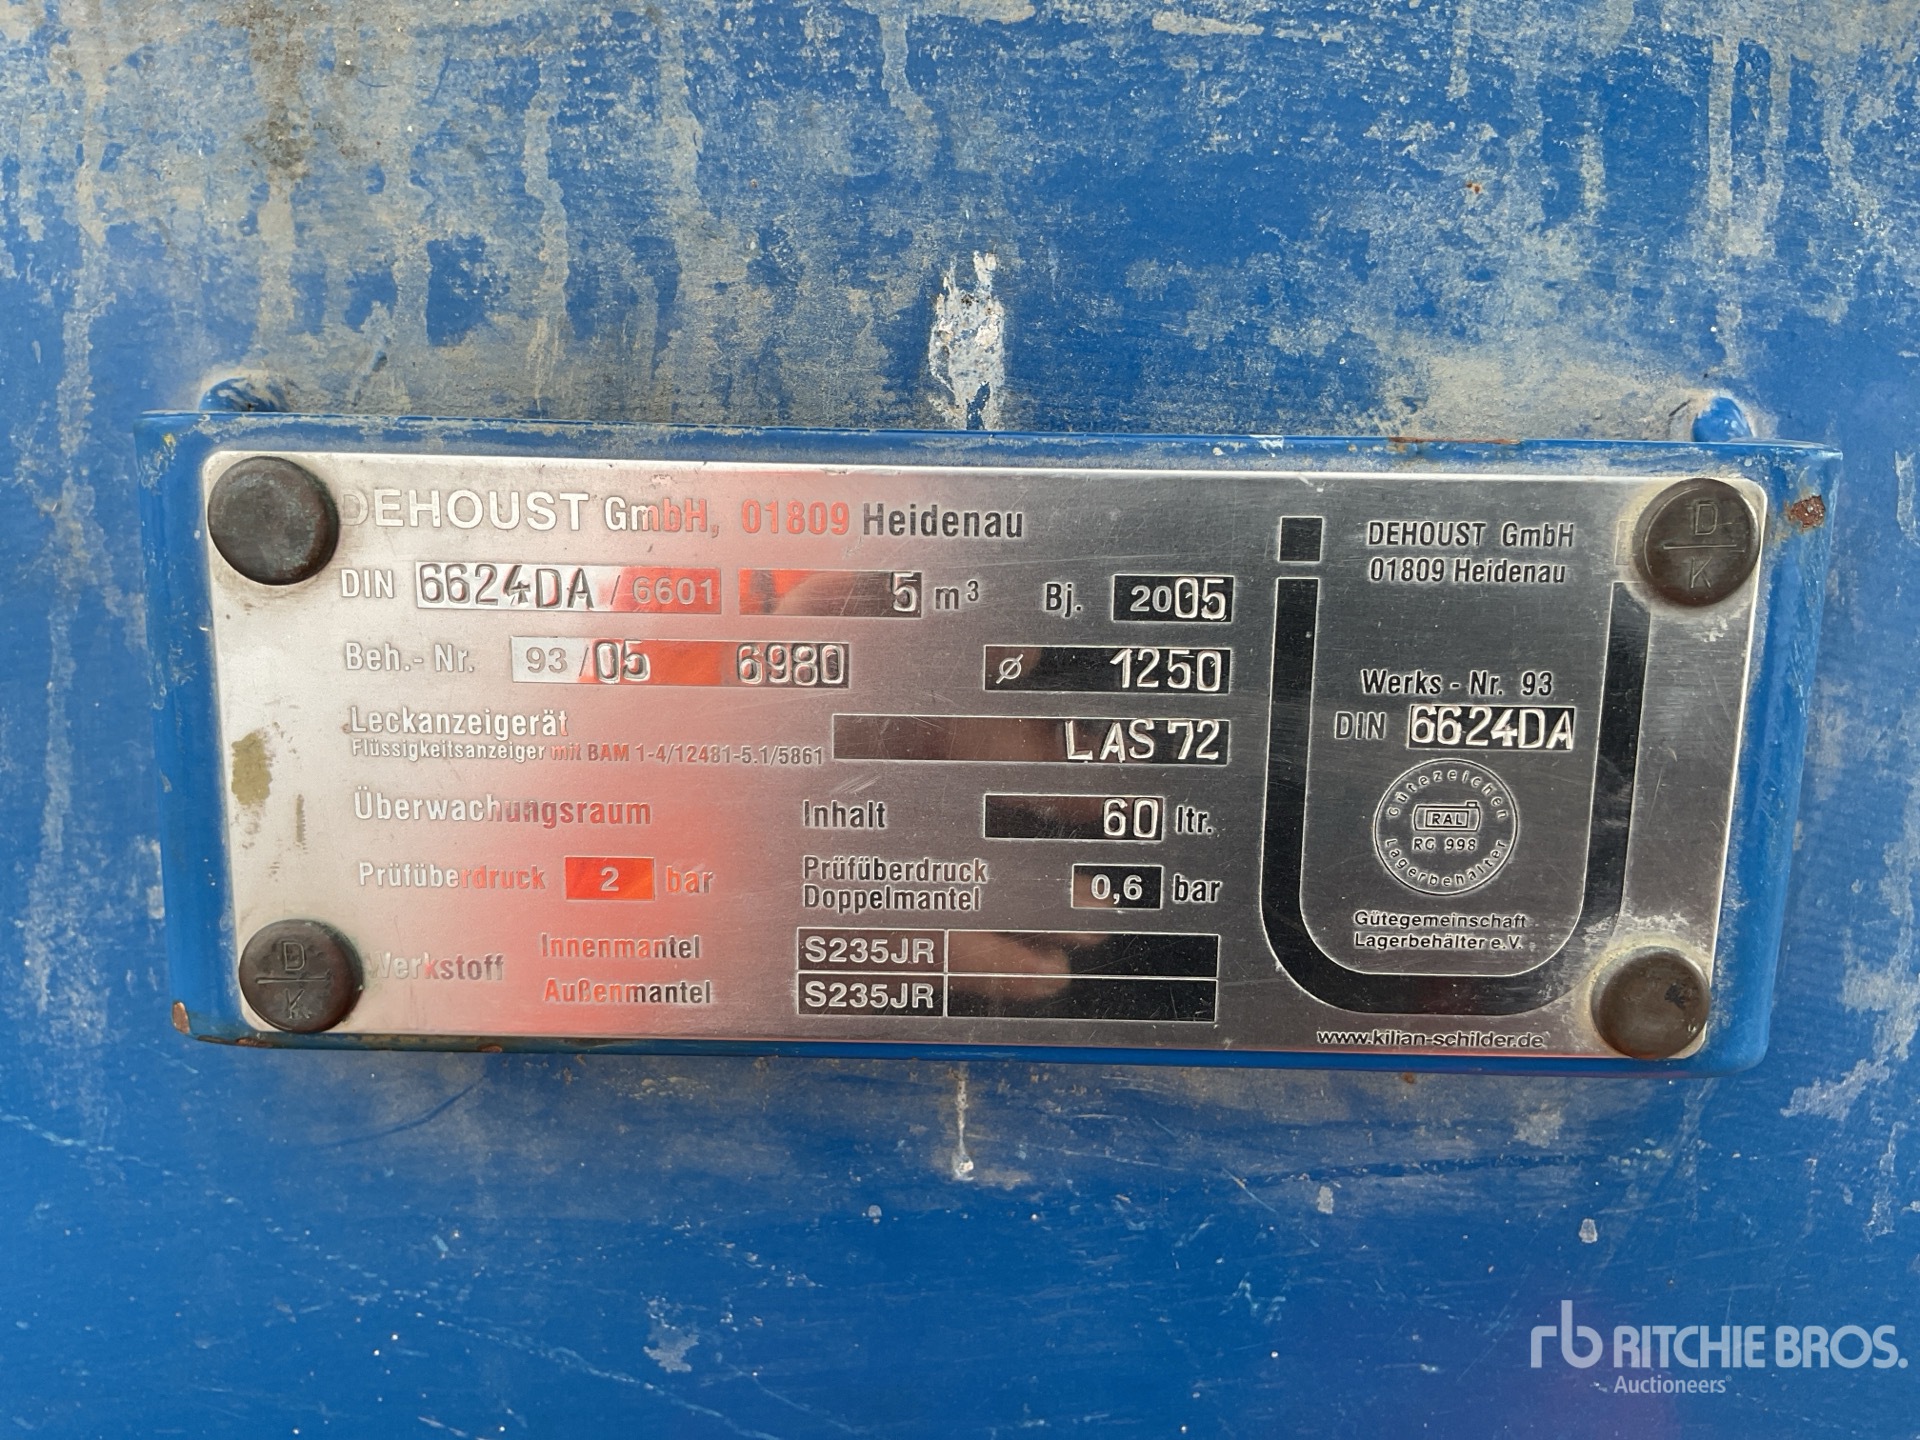 DEHOUST GmbH, 01809 Heidenau
DIN 6624DA / 6601 5 m³ Bj. 2005
Beh.- Nr. 93 / 05 6980 ø 1250
Leckanzeigerät LAS 72
Flüssigkeitsanzeiger mit BAM 1-4/12481-5.1/5861
Überwachungsraum Inhalt 60 ltr.
Prüfüberdruck 2 bar Prüfüberdruck
Doppelmantel 0,6 bar
Werkstoff Innenmantel S235JR
Außenmantel S235JR
DEHOUST GmbH
01809 Heidenau
Werks - Nr. 93
DIN 6624DA
Gütezeichen
RAL
RG 998
Lagerbehälter
Gütegemeinschaft
Lagerbehälter e.V.
www.kilian-schilder.de
D
K
D
K
rb RITCHIE BROS.
Auctioneers